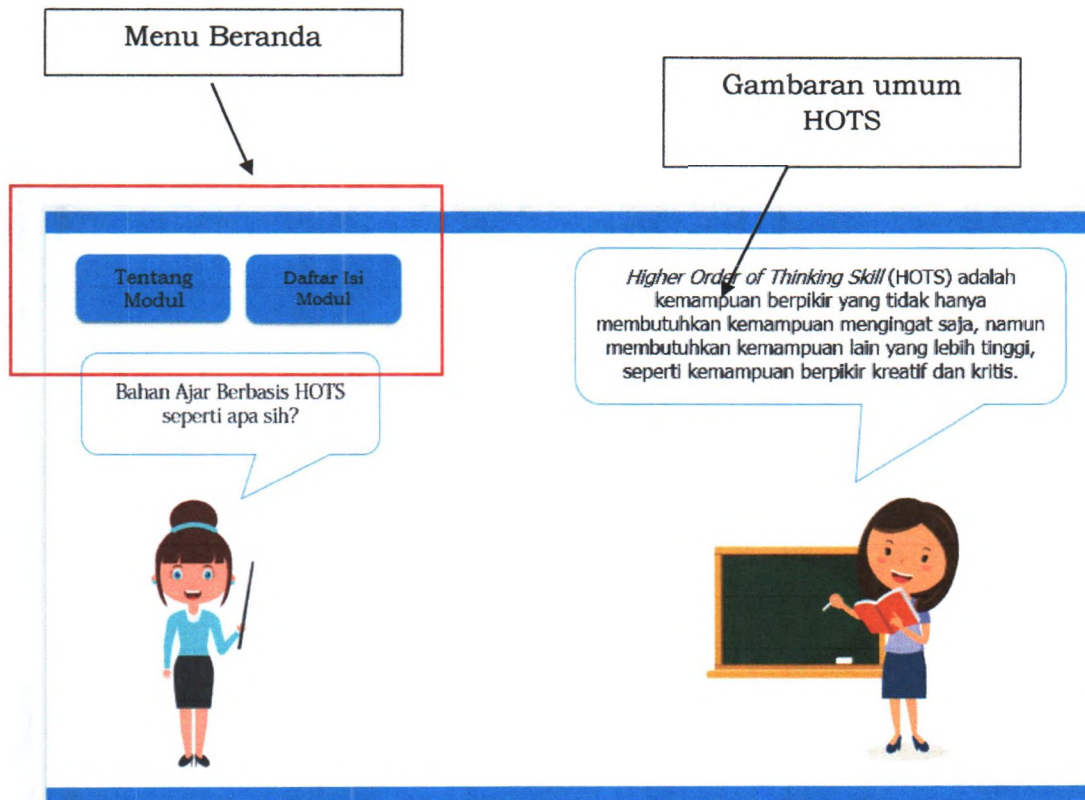 Menu Beranda
Gambaran umum
HOTS
Tentang
Modul
Daftar Isi
Modul
Higher Order of Thinking Skill (HOTS) adalah
kemampuan berpikir yang tidak hanya
membutuhkan kemampuan mengingat saja, namun
membutuhkan kemampuan lain yang lebih tinggi,
seperti kemampuan berpikir kreatif dan kritis.
Bahan Ajar Berbasis HOTS
seperti apa sih?